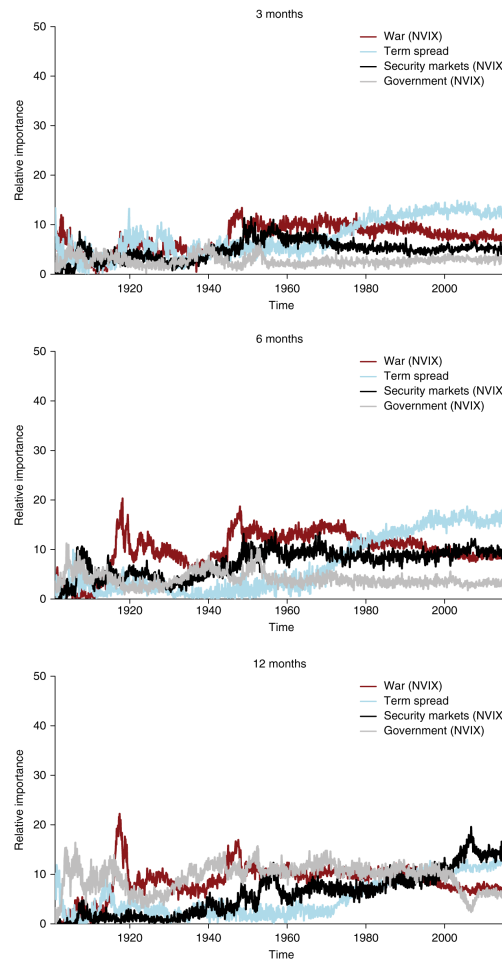 3 months
50
40
30
20
10
0
Relative importance
War (NVIX)
Term spread
Security markets (NVIX
Government (NVIX)
1920
1940
1960
1980
2000
Time
6 months
50
40
30
20
10
0
Relative importance
War (NVIX)
Term spread
Security markets (NVIX
Government (NVIX)
1920
1940
1960
1980
2000
Time
12 months
50
40
30
20
10
0
Relative importance
War (NVIX)
Term spread
Security markets (NVIX
Government (NVIX)
1920
1940
1960
1980
2000
Time